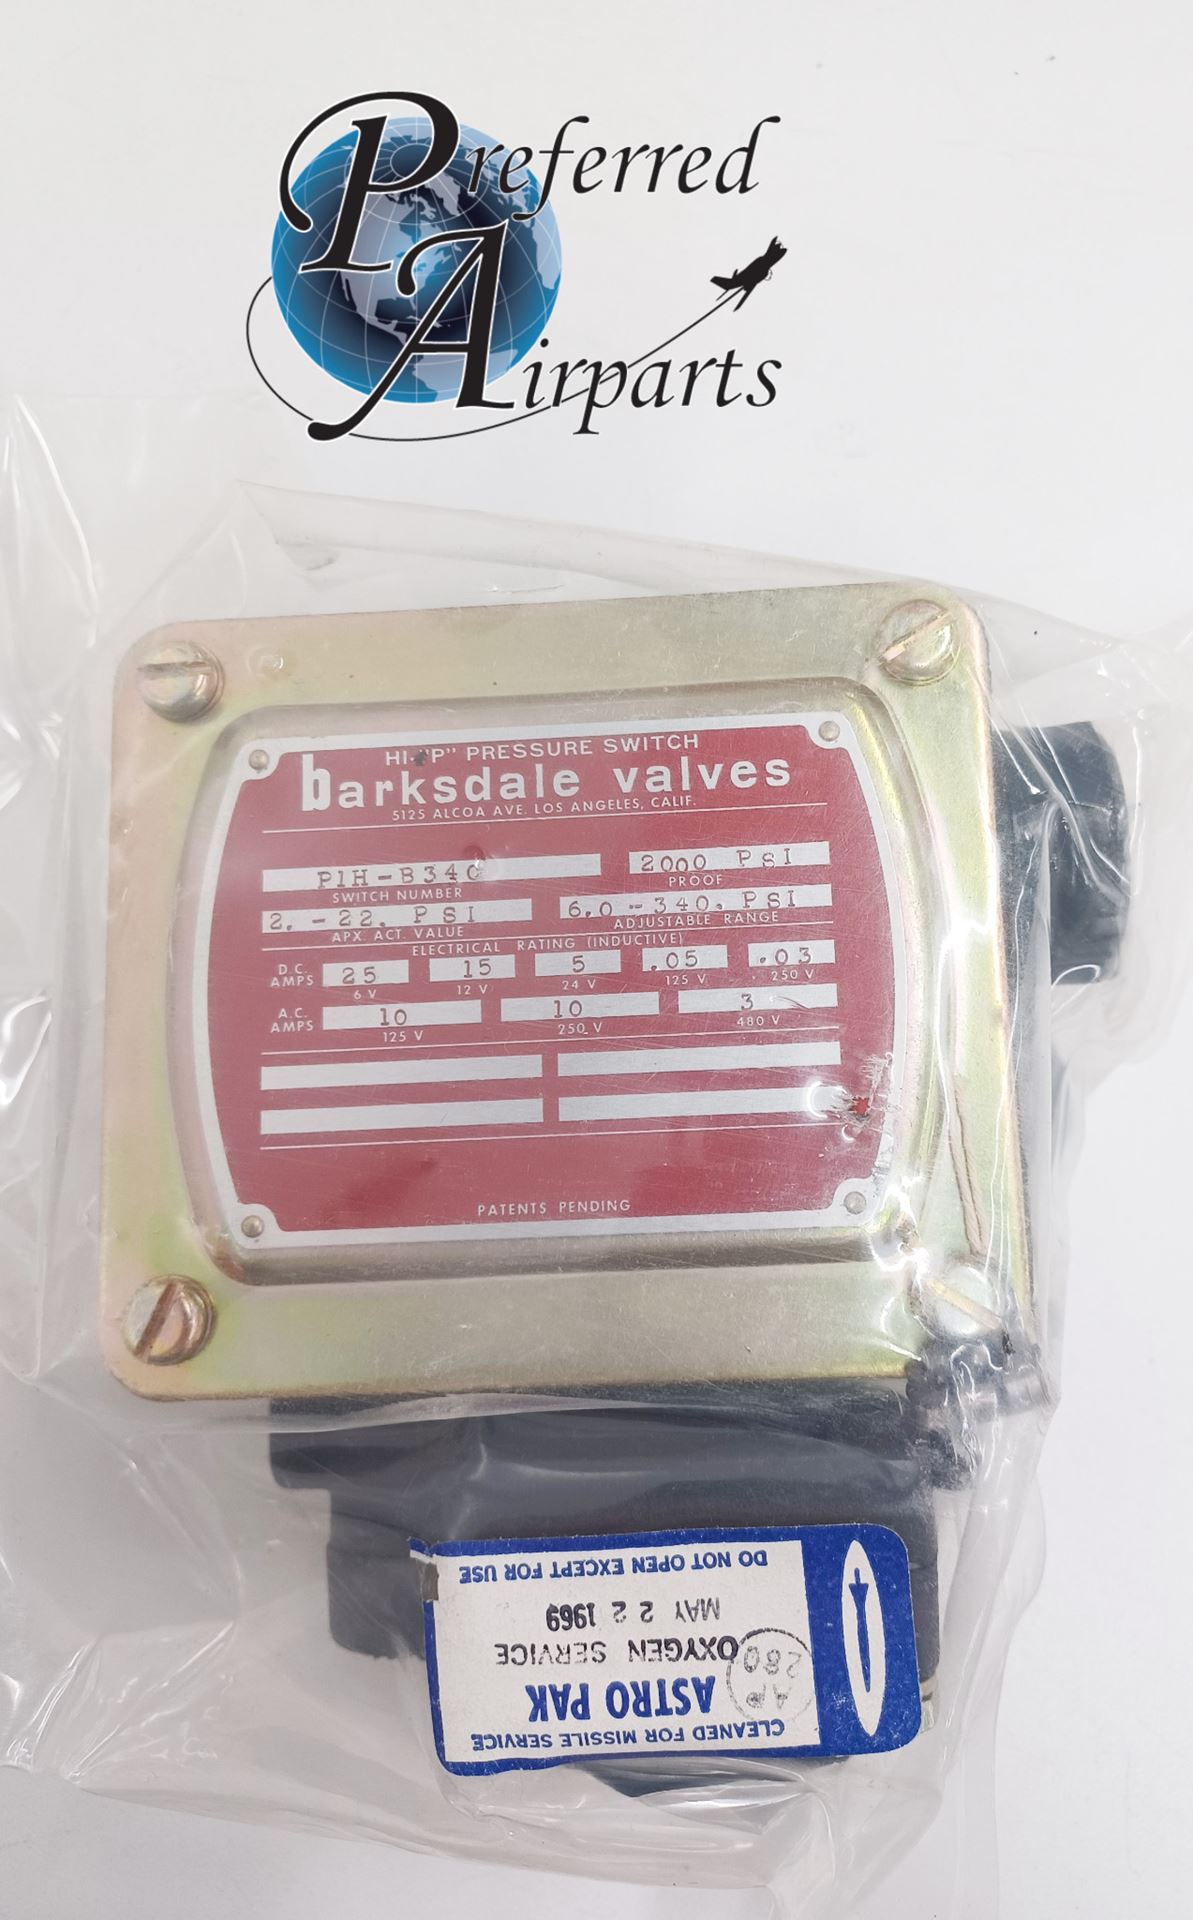 Preferred
Airparts
HI-"P" PRESSURE SWITCH
barksdale valves
5125 ALCOA AVE. LOS ANGELES, CALIF.
P1H-B340 2000 PSI
SWITCH NUMBER PROOF
2. -22. PSI 6.0-340. PSI
APX. ACT. VALUE ADJUSTABLE RANGE
ELECTRICAL RATING (INDUCTIVE)
D.C. AMPS 25 15 5 .05 .03
6 V 12 V 24 V 125 V 250 V
A.C. AMPS 10 10 3
125 V 250 V 480 V
PATENTS PENDING
CLEANED FOR MISSILE SERVICE
ASTRO PAK
AP 280
OXYGEN SERVICE
MAY 22 1969
DO NOT OPEN EXCEPT FOR USE